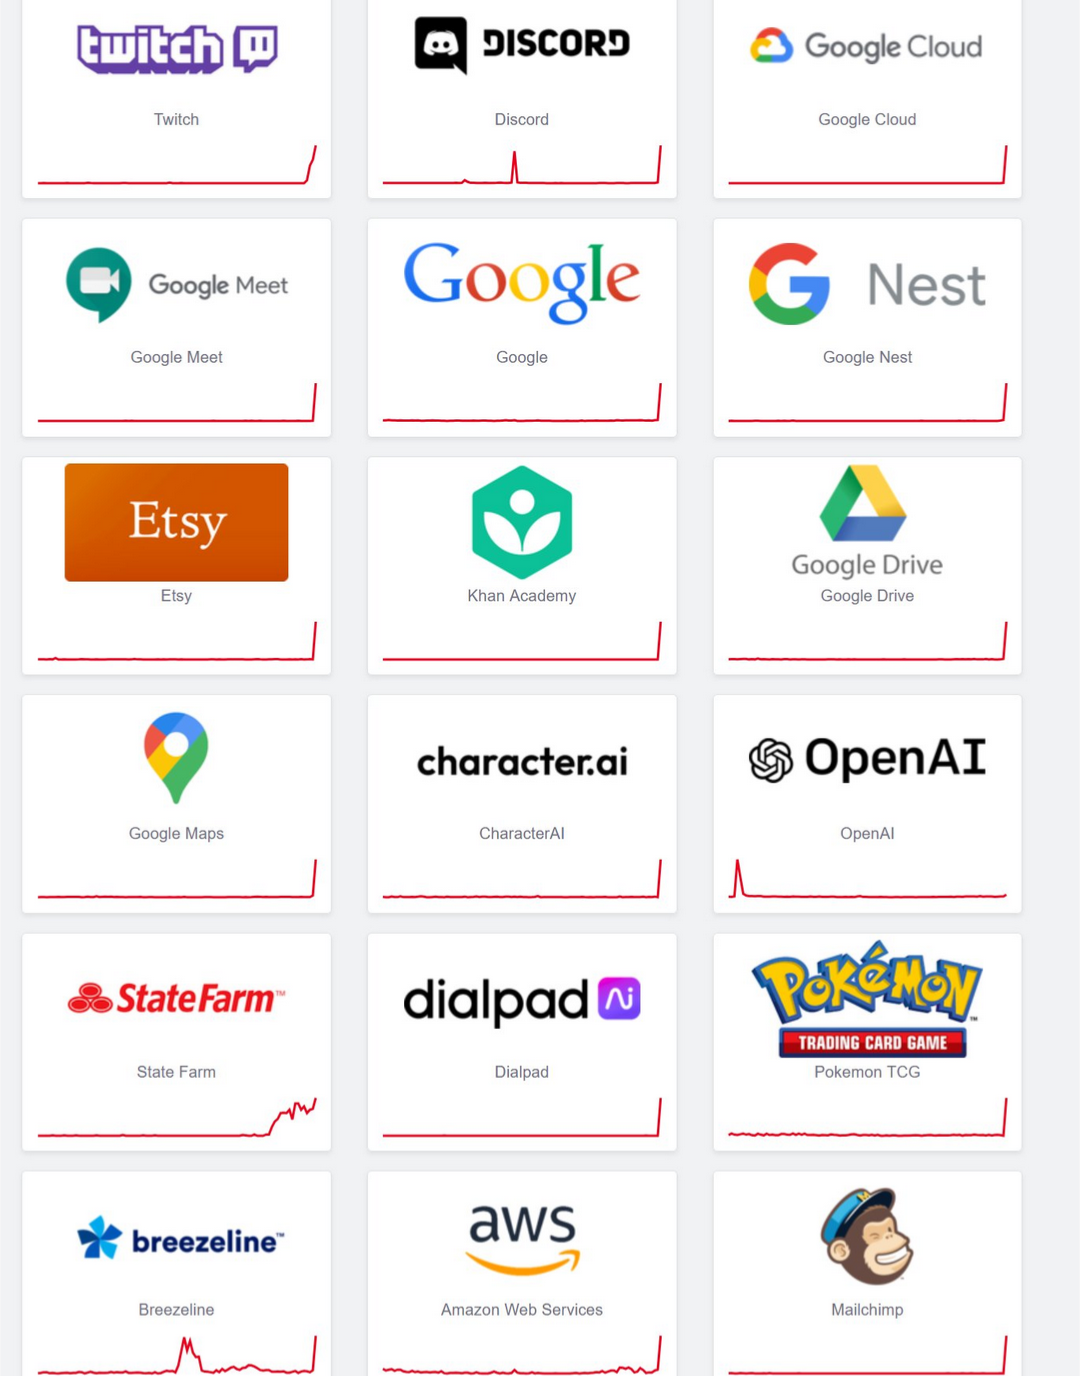 twitch
DISCORD
Google Cloud
Twitch
Discord
Google Cloud
Google Meet
Google
G Nest
Google Meet
Google
Google Nest
Etsy
Google Drive
Etsy
Khan Academy
Google Drive
character.ai
OpenAI
Google Maps
CharacterAI
OpenAI
StateFarm™
dialpad Ai
POKéMON™
TRADING CARD GAME
State Farm
Dialpad
Pokemon TCG
breezeline™
aws
M
Breezeline
Amazon Web Services
Mailchimp